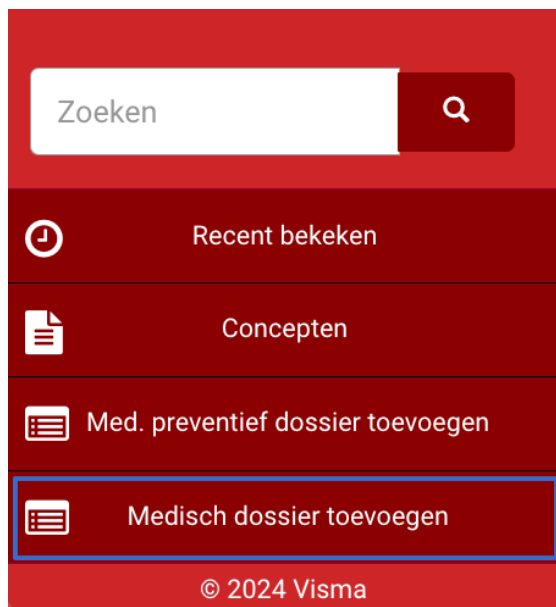 Zoeken
Recent bekeken
Concepten
Med. preventief dossier toevoegen
Medisch dossier toevoegen
© 2024 Visma